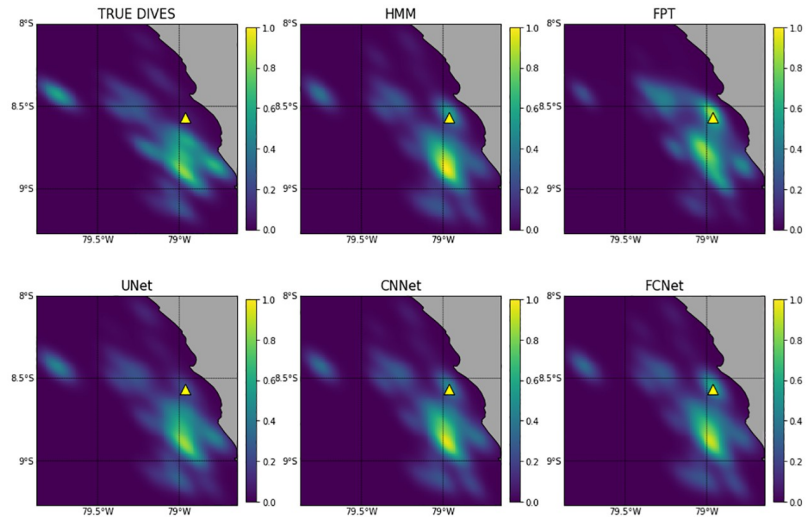 TRUE DIVES HMM FPT
8°S 1.0 8°S 1.0 8°S 1.0
0.8 0.8 0.8
8.5°S 0.6 8.5°S 0.6 8.5°S 0.6
0.4 0.4 0.4
9°S 0.2 9°S 0.2 9°S 0.2
0.0 0.0 0.0
79.5°W 79°W 79.5°W 79°W 79.5°W 79°W
UNet CNNet FCNet
8°S 1.0 8°S 1.0 8°S 1.0
0.8 0.8 0.8
8.5°S 0.6 8.5°S 0.6 8.5°S 0.6
0.4 0.4 0.4
9°S 0.2 9°S 0.2 9°S 0.2
0.0 0.0 0.0
79.5°W 79°W 79.5°W 79°W 79.5°W 79°W